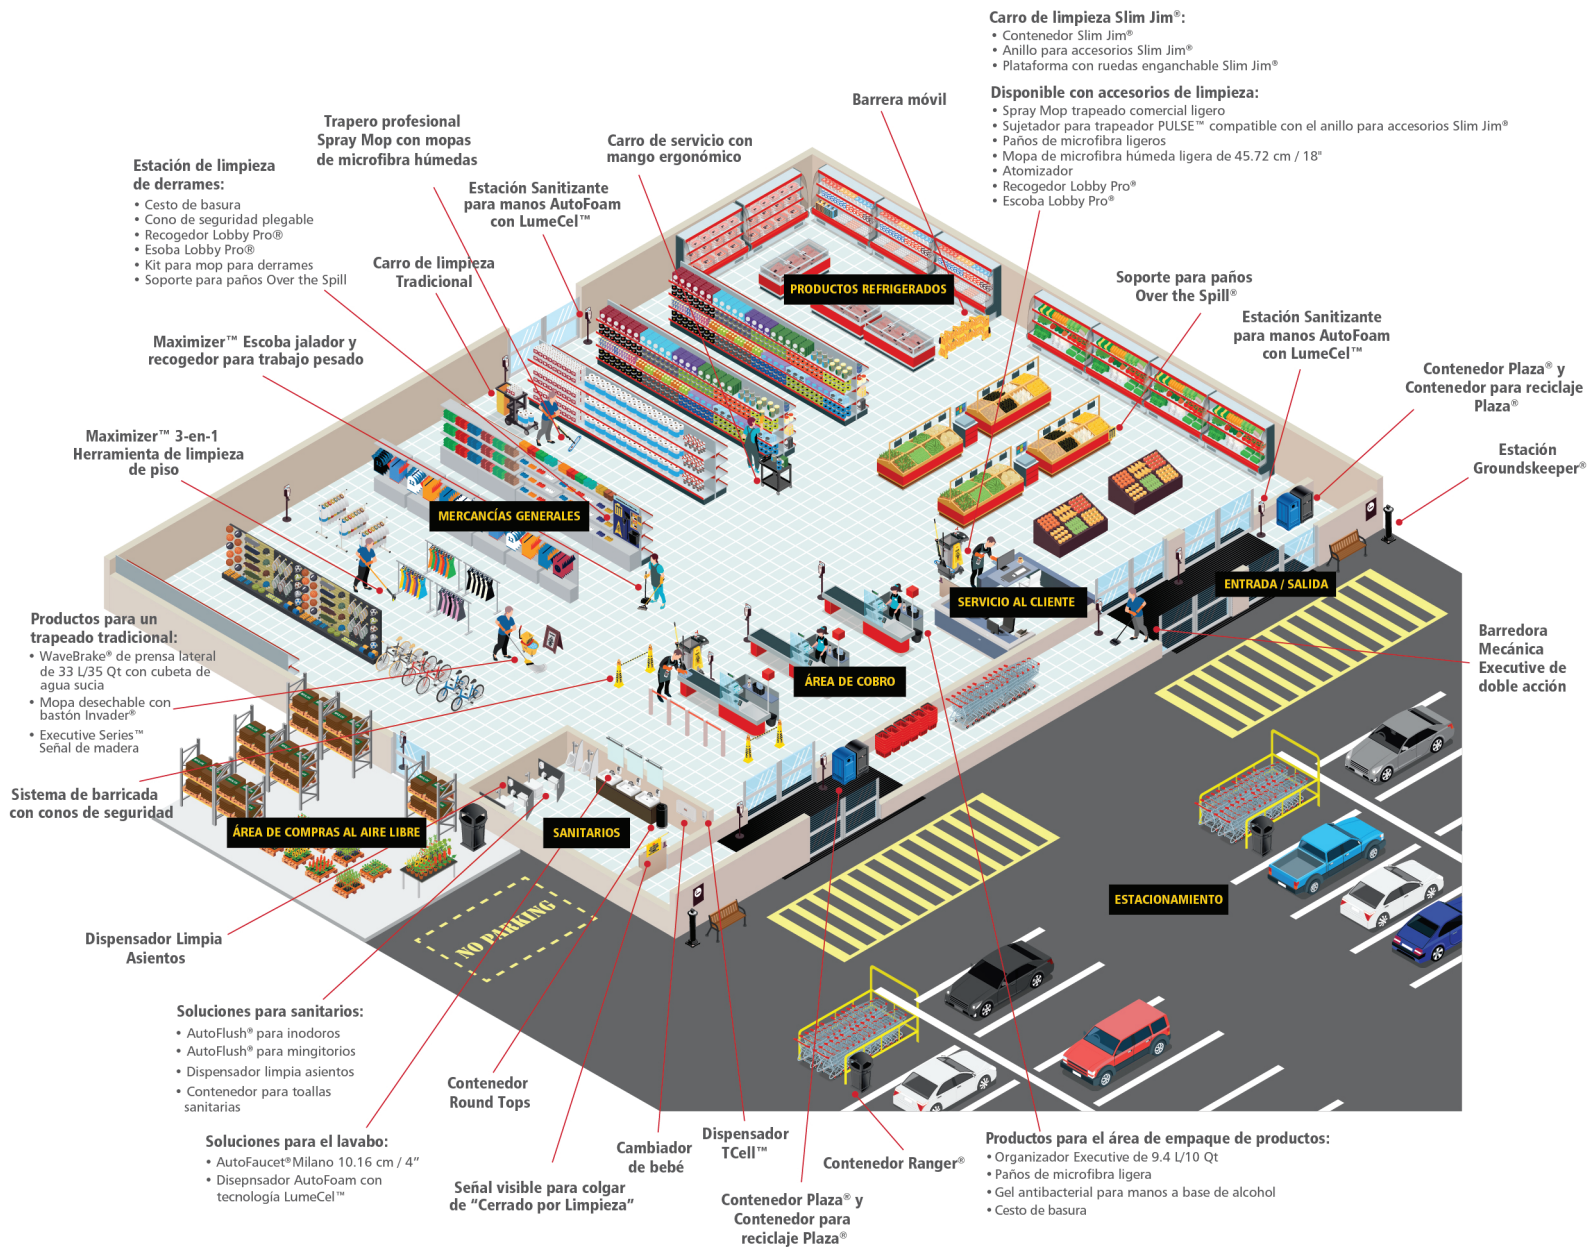 Carro de limpieza Slim Jim®:
• Contenedor Slim Jim®
• Anillo para accesorios Slim Jim®
• Plataforma con ruedas enganchable Slim Jim®
Disponible con accesorios de limpieza:
• Spray Mop trapeado comercial ligero
• Sujetador para trapeador PULSE™ compatible con el anillo para accesorios Slim Jim®
• Paños de microfibra ligeros
• Mopa de microfibra húmeda ligera de 45.72 cm / 18"
• Atomizador
• Recogedor Lobby Pro®
• Escoba Lobby Pro®
Barrera móvil
Trapero profesional
Spray Mop con mopas
de microfibra húmedas
Carro de servicio con
mango ergonómico
Estación de limpieza
de derrames:
• Cesto de basura
• Cono de seguridad plegable
• Recogedor Lobby Pro®
• Esoba Lobby Pro®
• Kit para mop para derrames
• Soporte para paños Over the Spill
Estación Sanitizante
para manos AutoFoam
con LumeCel™
Carro de limpieza
Tradicional
Soporte para paños
Over the Spill®
Estación Sanitizante
para manos AutoFoam
con LumeCel™
Maximizer™ Escoba jalador y
recogedor para trabajo pesado
Contenedor Plaza® y
Contenedor para reciclaje
Plaza®
Maximizer™ 3-en-1
Herramienta de limpieza
de piso
Estación
Groundskeeper®
PRODUCTOS REFRIGERADOS
MERCANCÍAS GENERALES
ENTRADA / SALIDA
SERVICIO AL CLIENTE
ÁREA DE COBRO
Productos para un
trapeado tradicional:
• WaveBrake® de prensa lateral
de 33 L/35 Qt con cubeta de
agua sucia
• Mopa desechable con
bastón Invader®
• Executive Series™
Señal de madera
Barredora
Mecánica
Executive de
doble acción
Sistema de barricada
con conos de seguridad
ÁREA DE COMPRAS AL AIRE LIBRE
SANITARIOS
ESTACIONAMIENTO
NO PARKING
Dispensador Limpia
Asientos
Soluciones para sanitarios:
• AutoFlush® para inodoros
• AutoFlush® para mingitorios
• Dispensador limpia asientos
• Contenedor para toallas
sanitarias
Soluciones para el lavabo:
• AutoFaucet®Milano 10.16 cm / 4”
• Disepnsador AutoFoam con
tecnología LumeCel™
Contenedor
Round Tops
Señal visible para colgar
de “Cerrado por Limpieza”
Cambiador
de bebé
Dispensador
TCell™
Contenedor Plaza® y
Contenedor para
reciclaje Plaza®
Contenedor Ranger®
Productos para el área de empaque de productos:
• Organizador Executive de 9.4 L/10 Qt
• Paños de microfibra ligera
• Gel antibacterial para manos a base de alcohol
• Cesto de basura